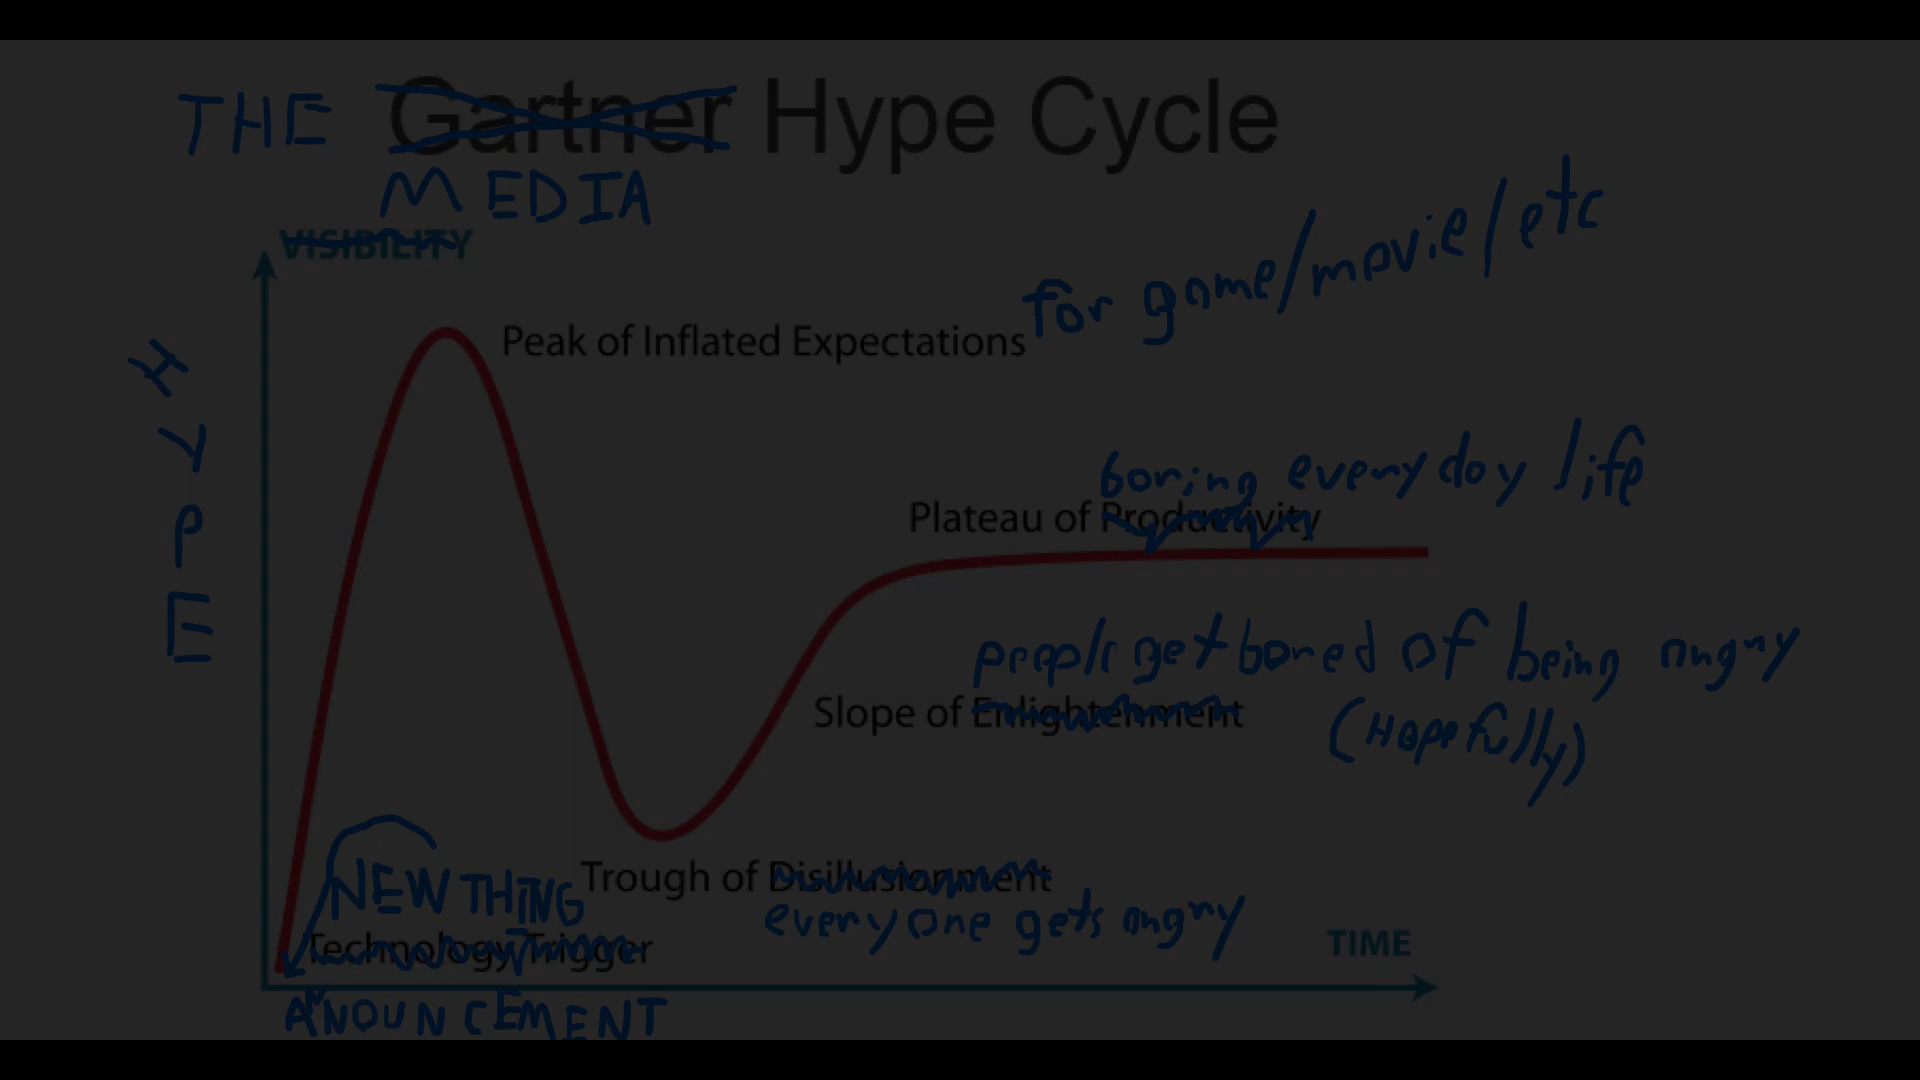 THE Gartner Hype Cycle
MEDIA
VISIBILITY
for game/movie/etc
Peak of Inflated Expectations
HYPE
boring everyday life
Plateau of Productivity
people get bored of being angry
Slope of Enlightenment
(Hopefully)
Trough of Disillusionment
everyone gets angry
NEW THING
Technology Trigger
TIME
ANNOUNCEMENT